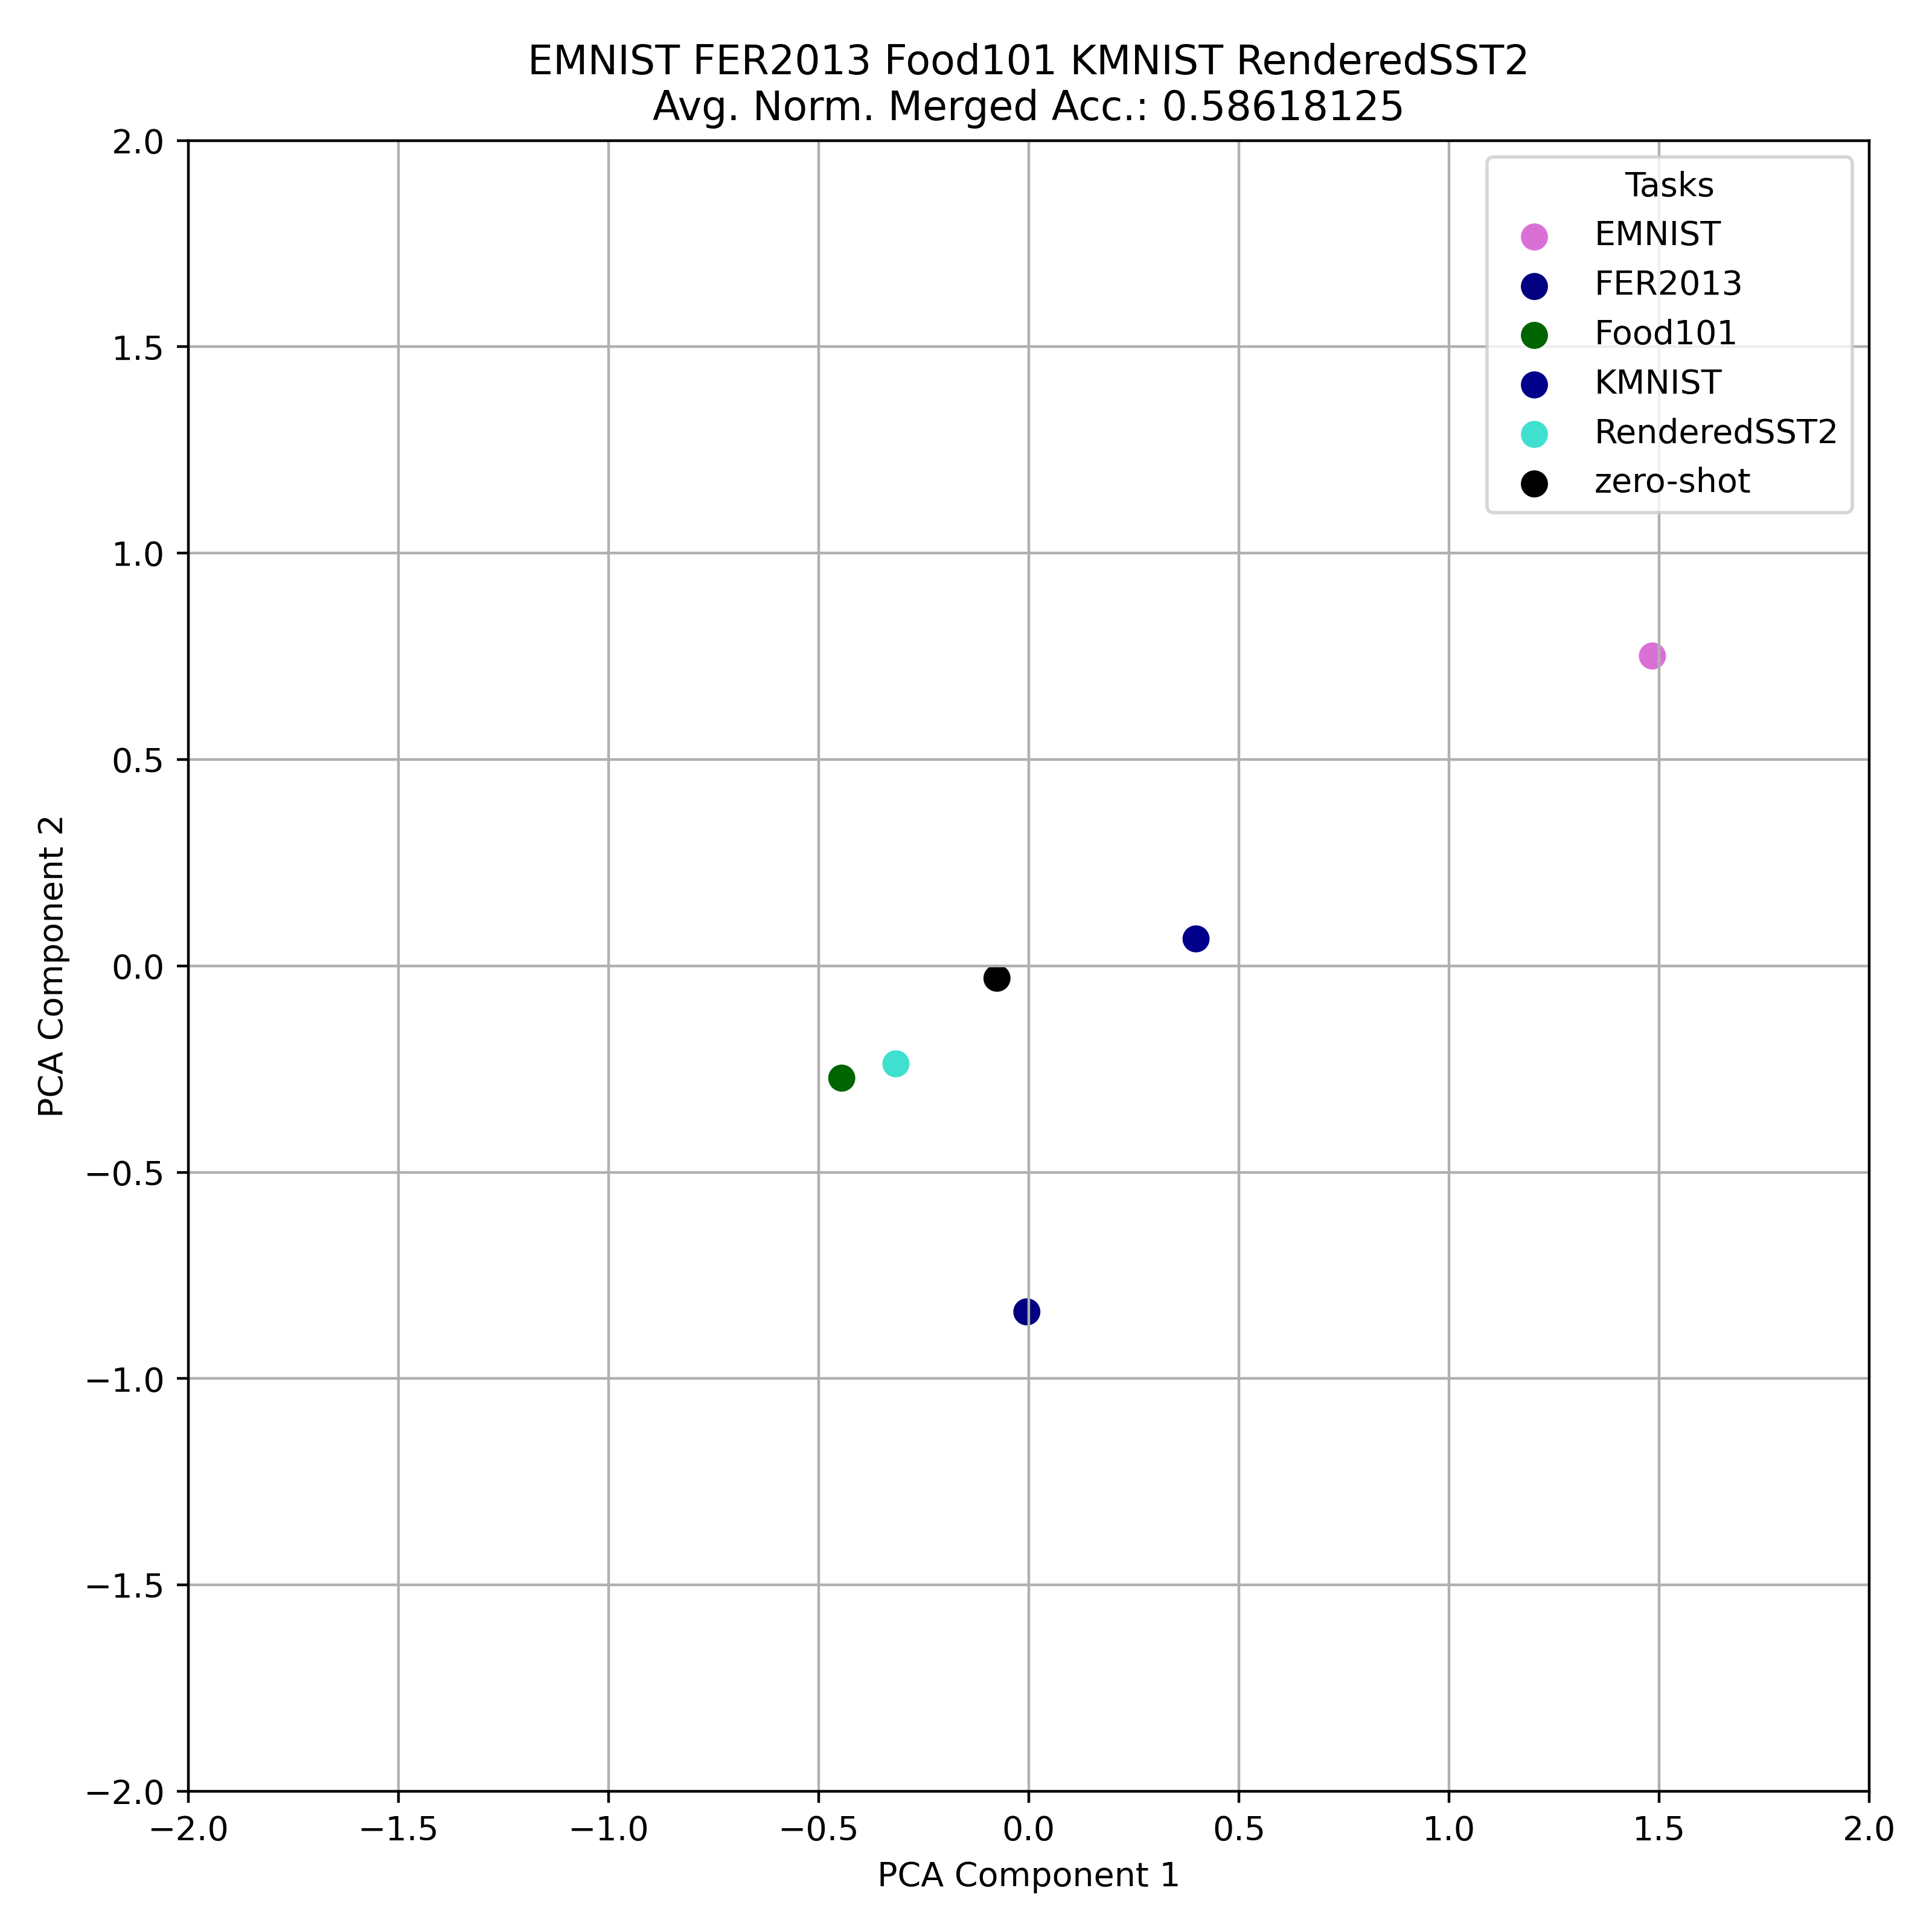 EMNIST FER2013 Food101 KMNIST RenderedSST2
Avg. Norm. Merged Acc.: 0.58618125
Tasks
EMNIST
FER2013
Food101
KMNIST
RenderedSST2
zero-shot
2.0
1.5
1.0
0.5
0.0
−0.5
−1.0
−1.5
−2.0
PCA Component 2
−2.0 −1.5 −1.0 −0.5 0.0 0.5 1.0 1.5 2.0
PCA Component 1